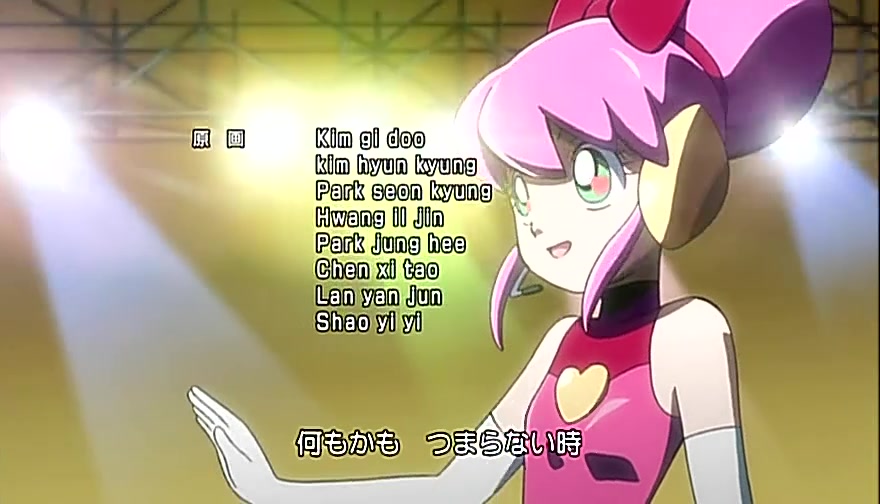 原画
Kim gi doo
kim hyun kyung
Park seon kyung
Hwang il jin
Park jung hee
Chen xi tao
Lan yan jun
Shao yi yi
何もかも つまらない時